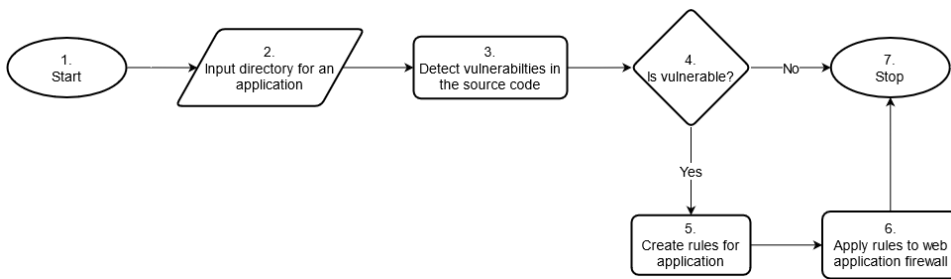 1.
Start
2.
Input directory for an
application
3.
Detect vulnerabilties in
the source code
4.
Is vulnerable?
No
7.
Stop
Yes
5.
Create rules for
application
6.
Apply rules to web
application firewall